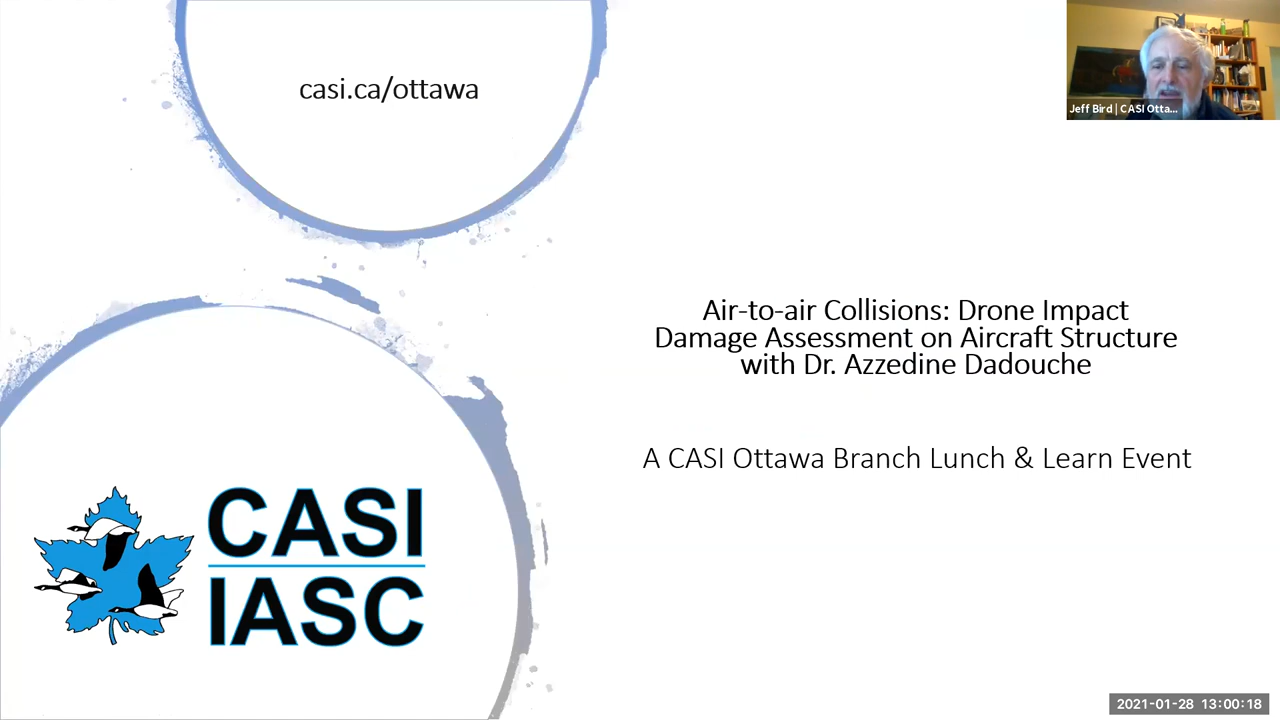 casi.ca/ottawa
Jeff Bird | CASI Otta...
Air-to-air Collisions: Drone Impact
Damage Assessment on Aircraft Structure
with Dr. Azzedine Dadouche
A CASI Ottawa Branch Lunch & Learn Event
CASI
IASC
2021-01-28 13:00:18